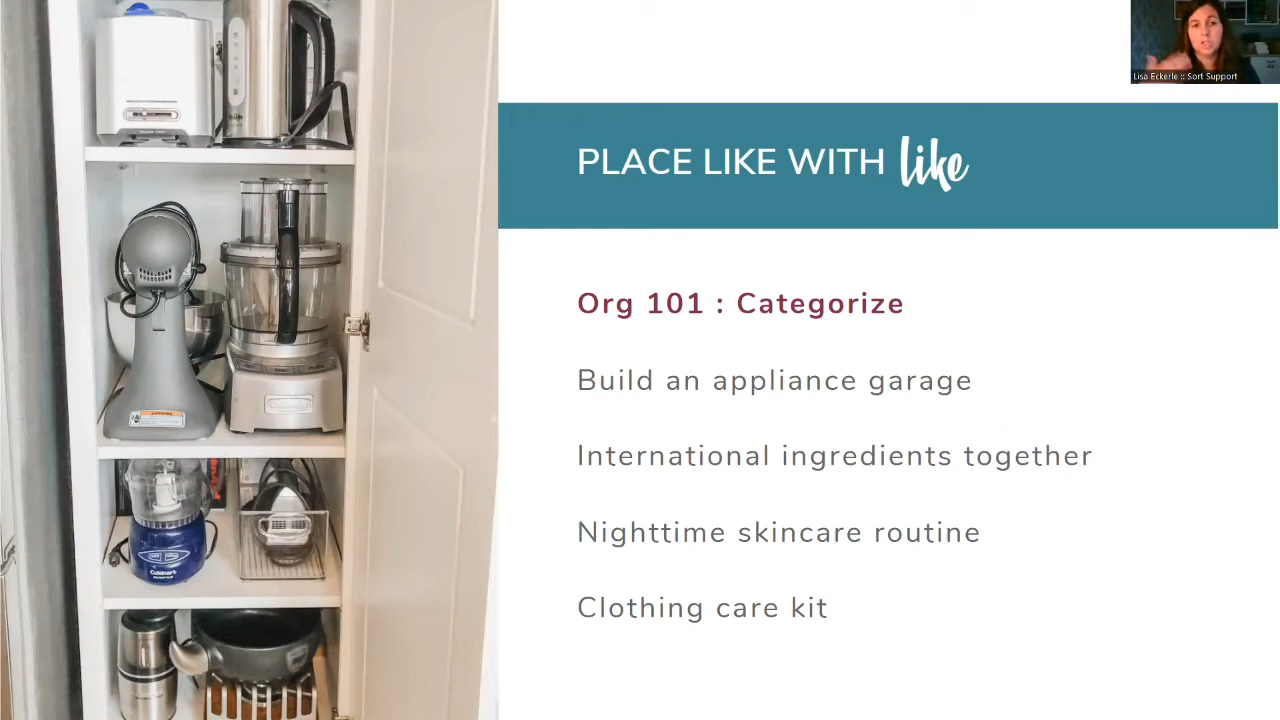 Lisa Eckerle :: Sort Support
PLACE LIKE WITH like
Org 101 : Categorize
Build an appliance garage
International ingredients together
Nighttime skincare routine
Clothing care kit
Cuisinart